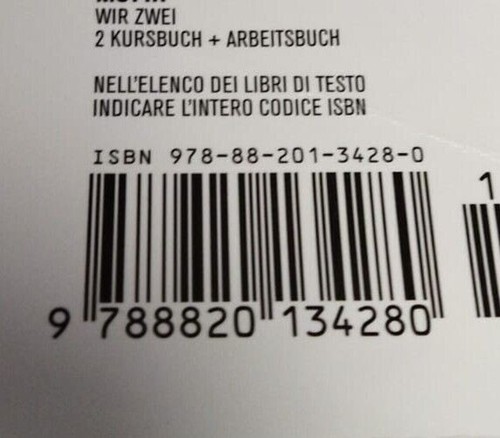 WIR ZWEI
2 KURSBUCH + ARBEITSBUCH
NELL'ELENCO DEI LIBRI DI TESTO
INDICARE L'INTERO CODICE ISBN
ISBN 978-88-201-3428-0
9 788820 134280
1